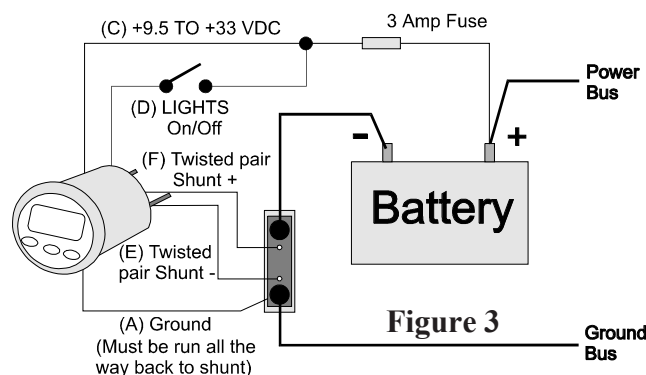 (C) +9.5 TO +33 VDC
3 Amp Fuse
Power
Bus
(D) LIGHTS
On/Off
-
+
(F) Twisted pair
Shunt +
Battery
(E) Twisted
pair Shunt -
(A) Ground
(Must be run all the
way back to shunt)
Figure 3
Ground
Bus